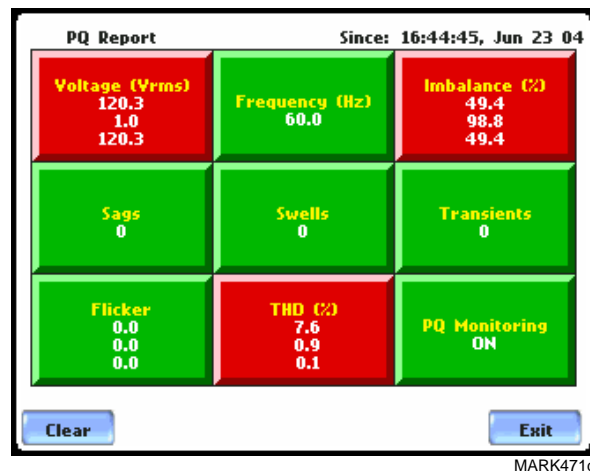 PQ Report
Since: 16:44:45, Jun 23 04
Voltage (Vrms)
120.3
1.0
120.3
Frequency (Hz)
60.0
Imbalance (%)
49.4
98.8
49.4
Sags
0
Swells
0
Transients
0
Flicker
0.0
0.0
0.0
THD (%)
7.6
0.9
0.1
PQ Monitoring
ON
Clear
Exit